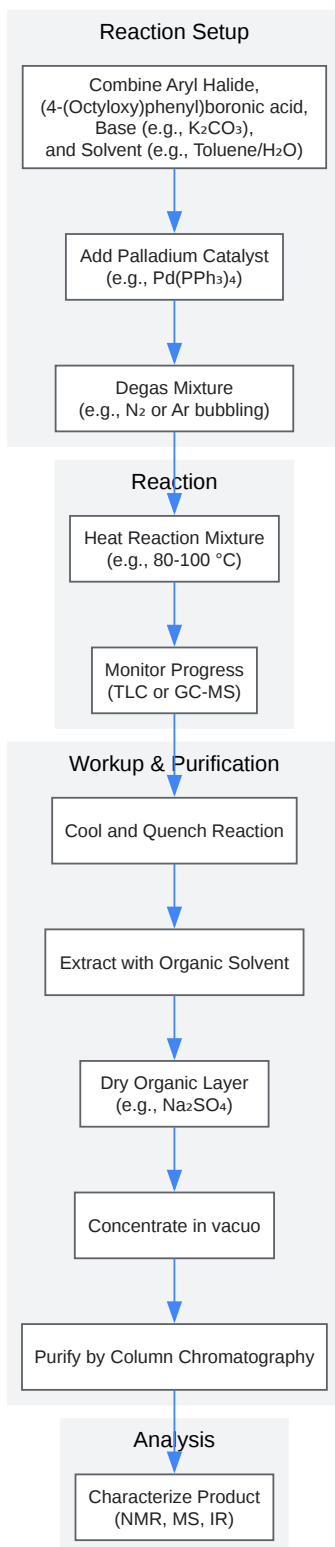 Reaction Setup
Combine Aryl Halide,
(4-(Octyloxy)phenyl)boronic acid,
Base (e.g., K₂CO₃),
and Solvent (e.g., Toluene/H₂O)
Add Palladium Catalyst
(e.g., Pd(PPh₃)₄)
Degas Mixture
(e.g., N₂ or Ar bubbling)
Reaction
Heat Reaction Mixture
(e.g., 80-100 °C)
Monitor Progress
(TLC or GC-MS)
Workup & Purification
Cool and Quench Reaction
Extract with Organic Solvent
Dry Organic Layer
(e.g., Na₂SO₄)
Concentrate in vacuo
Purify by Column Chromatography
Analysis
Characterize Product
(NMR, MS, IR)